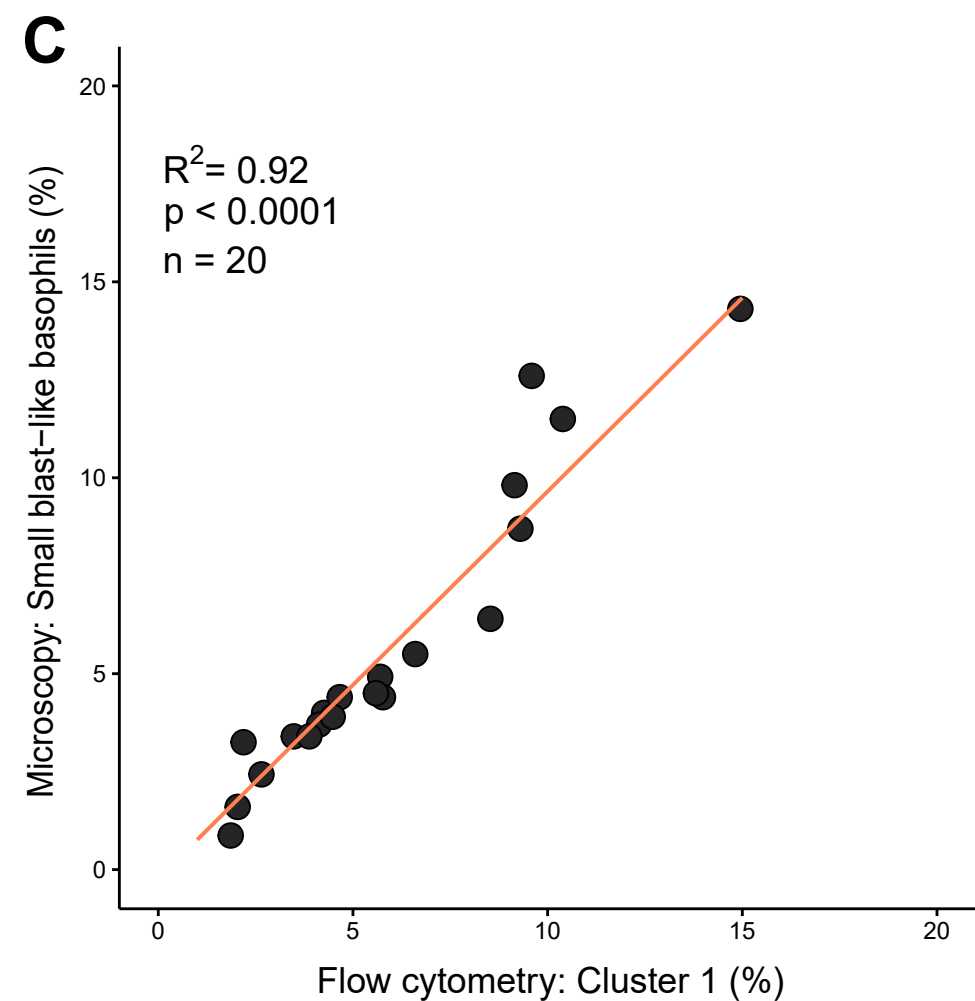 C
20
15
10
5
0
Microscopy: Small blast−like basophils (%)
R²= 0.92
p < 0.0001
n = 20
0 5 10 15 20
Flow cytometry: Cluster 1 (%)